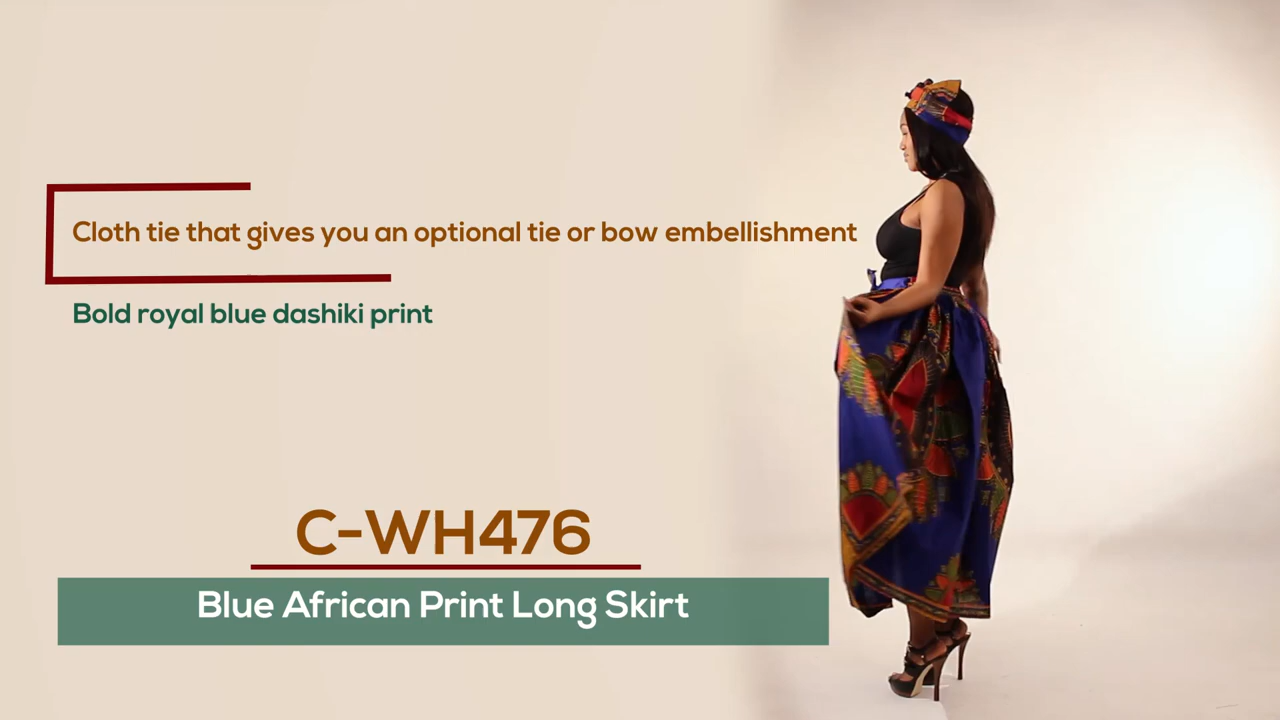 Cloth tie that gives you an optional tie or bow embellishment
Bold royal blue dashiki print
C-WH476
Blue African Print Long Skirt